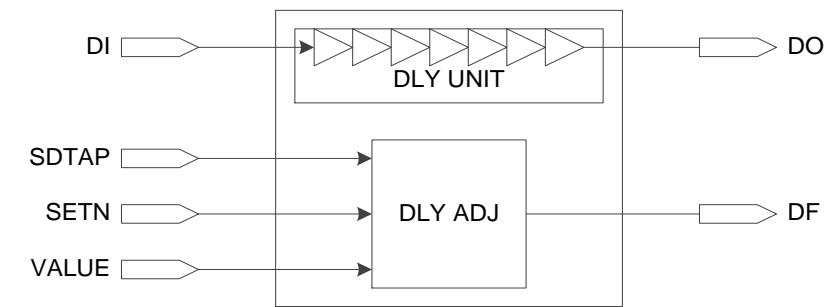 DI
DO
DLY UNIT
SDTAP
SETN
DLY ADJ
DF
VALUE